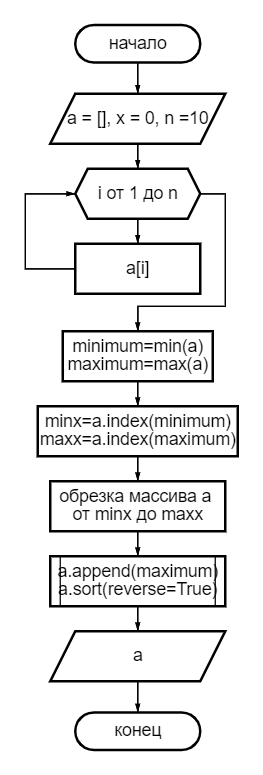 начало
a = [], x = 0, n =10
i от 1 до n
a[i]
minimum=min(a)
maximum=max(a)
minx=a.index(minimum)
maxx=a.index(maximum)
обрезка массива а
от minx до maxx
a.append(maximum)
a.sort(reverse=True)
a
конец